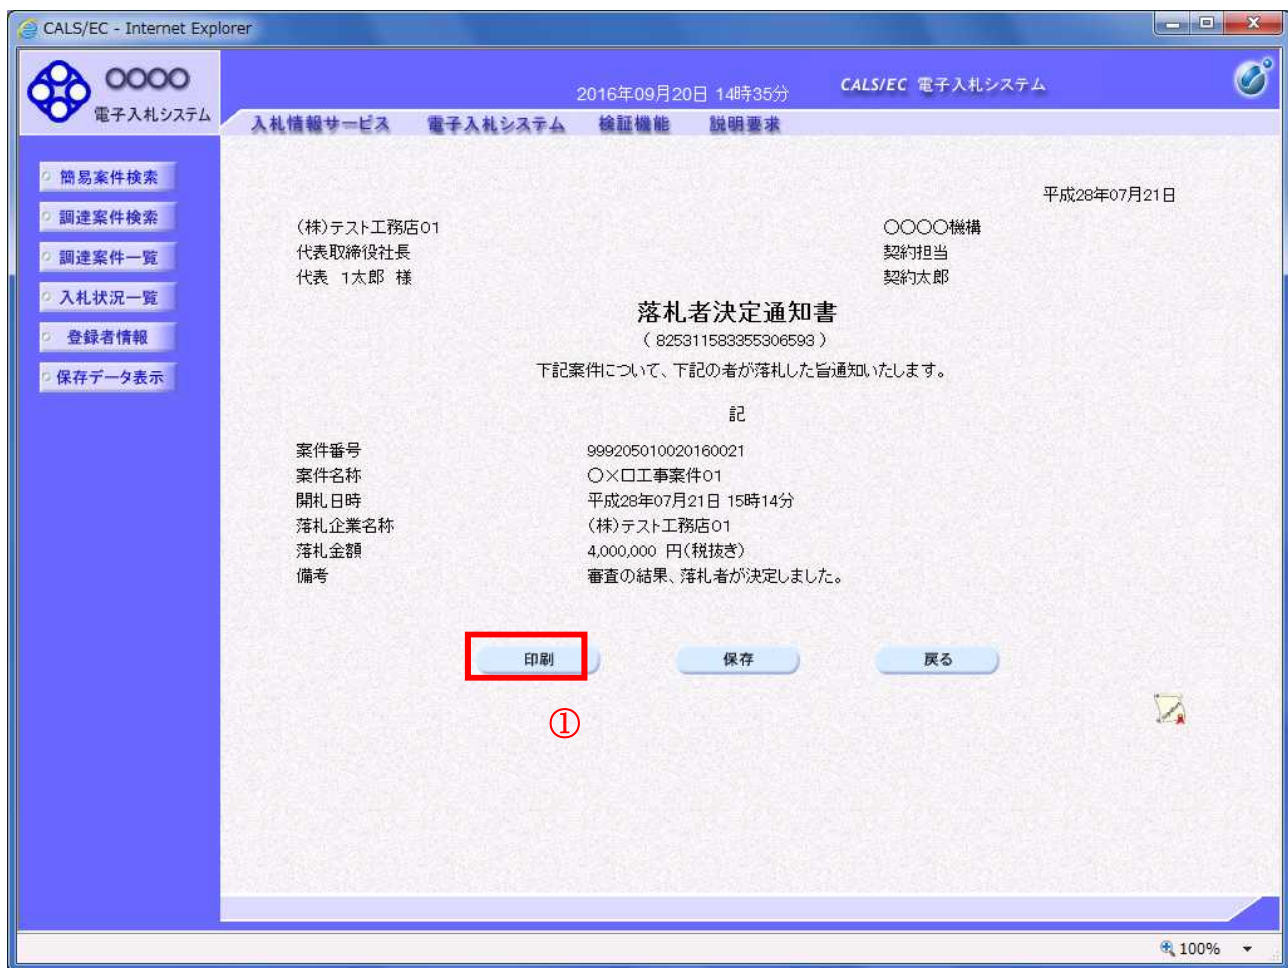 CALS/EC - Internet Explorer
○○○○
電子入札システム
2016年09月20日 14時35分
CALS/EC 電子入札システム
入札情報サービス 電子入札システム 検証機能 説明要求
簡易案件検索
調達案件検索
調達案件一覧
入札状況一覧
登録者情報
保存データ表示
平成28年07月21日
(株)テスト工務店01
代表取締役社長
代表 1太郎 様
○○○○機構
契約担当
契約太郎
落札者決定通知書
( 825311583355306593 )
下記案件について、下記の者が落札した旨通知いたします。
記
案件番号 999205010020160021
案件名称 ○×口工事案件01
開札日時 平成28年07月21日 15時14分
落札企業名称 (株)テスト工務店01
落札金額 4,000,000 円(税抜き)
備考 審査の結果、落札者が決定しました。
印刷 保存 戻る
①
100%